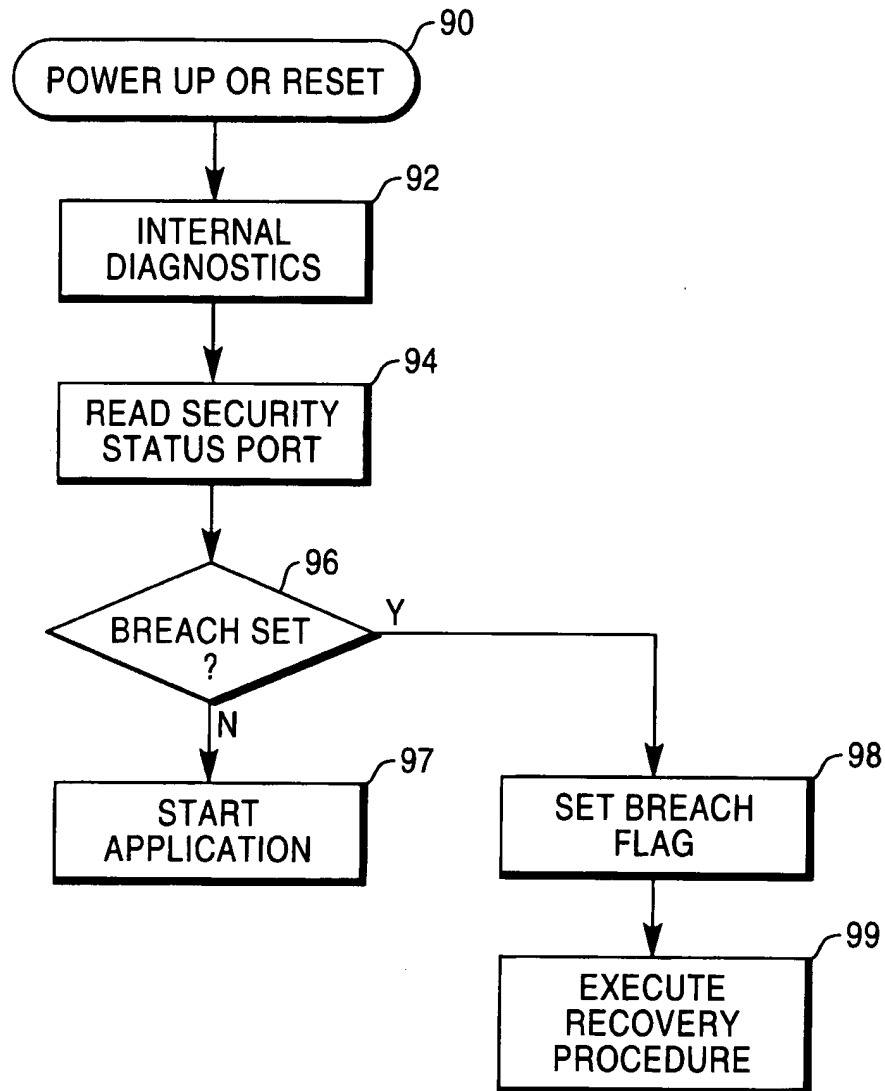 90
POWER UP OR RESET
92
INTERNAL
DIAGNOSTICS
94
READ SECURITY
STATUS PORT
96
BREACH SET
?
Y
N
97
START
APPLICATION
98
SET BREACH
FLAG
99
EXECUTE
RECOVERY
PROCEDURE